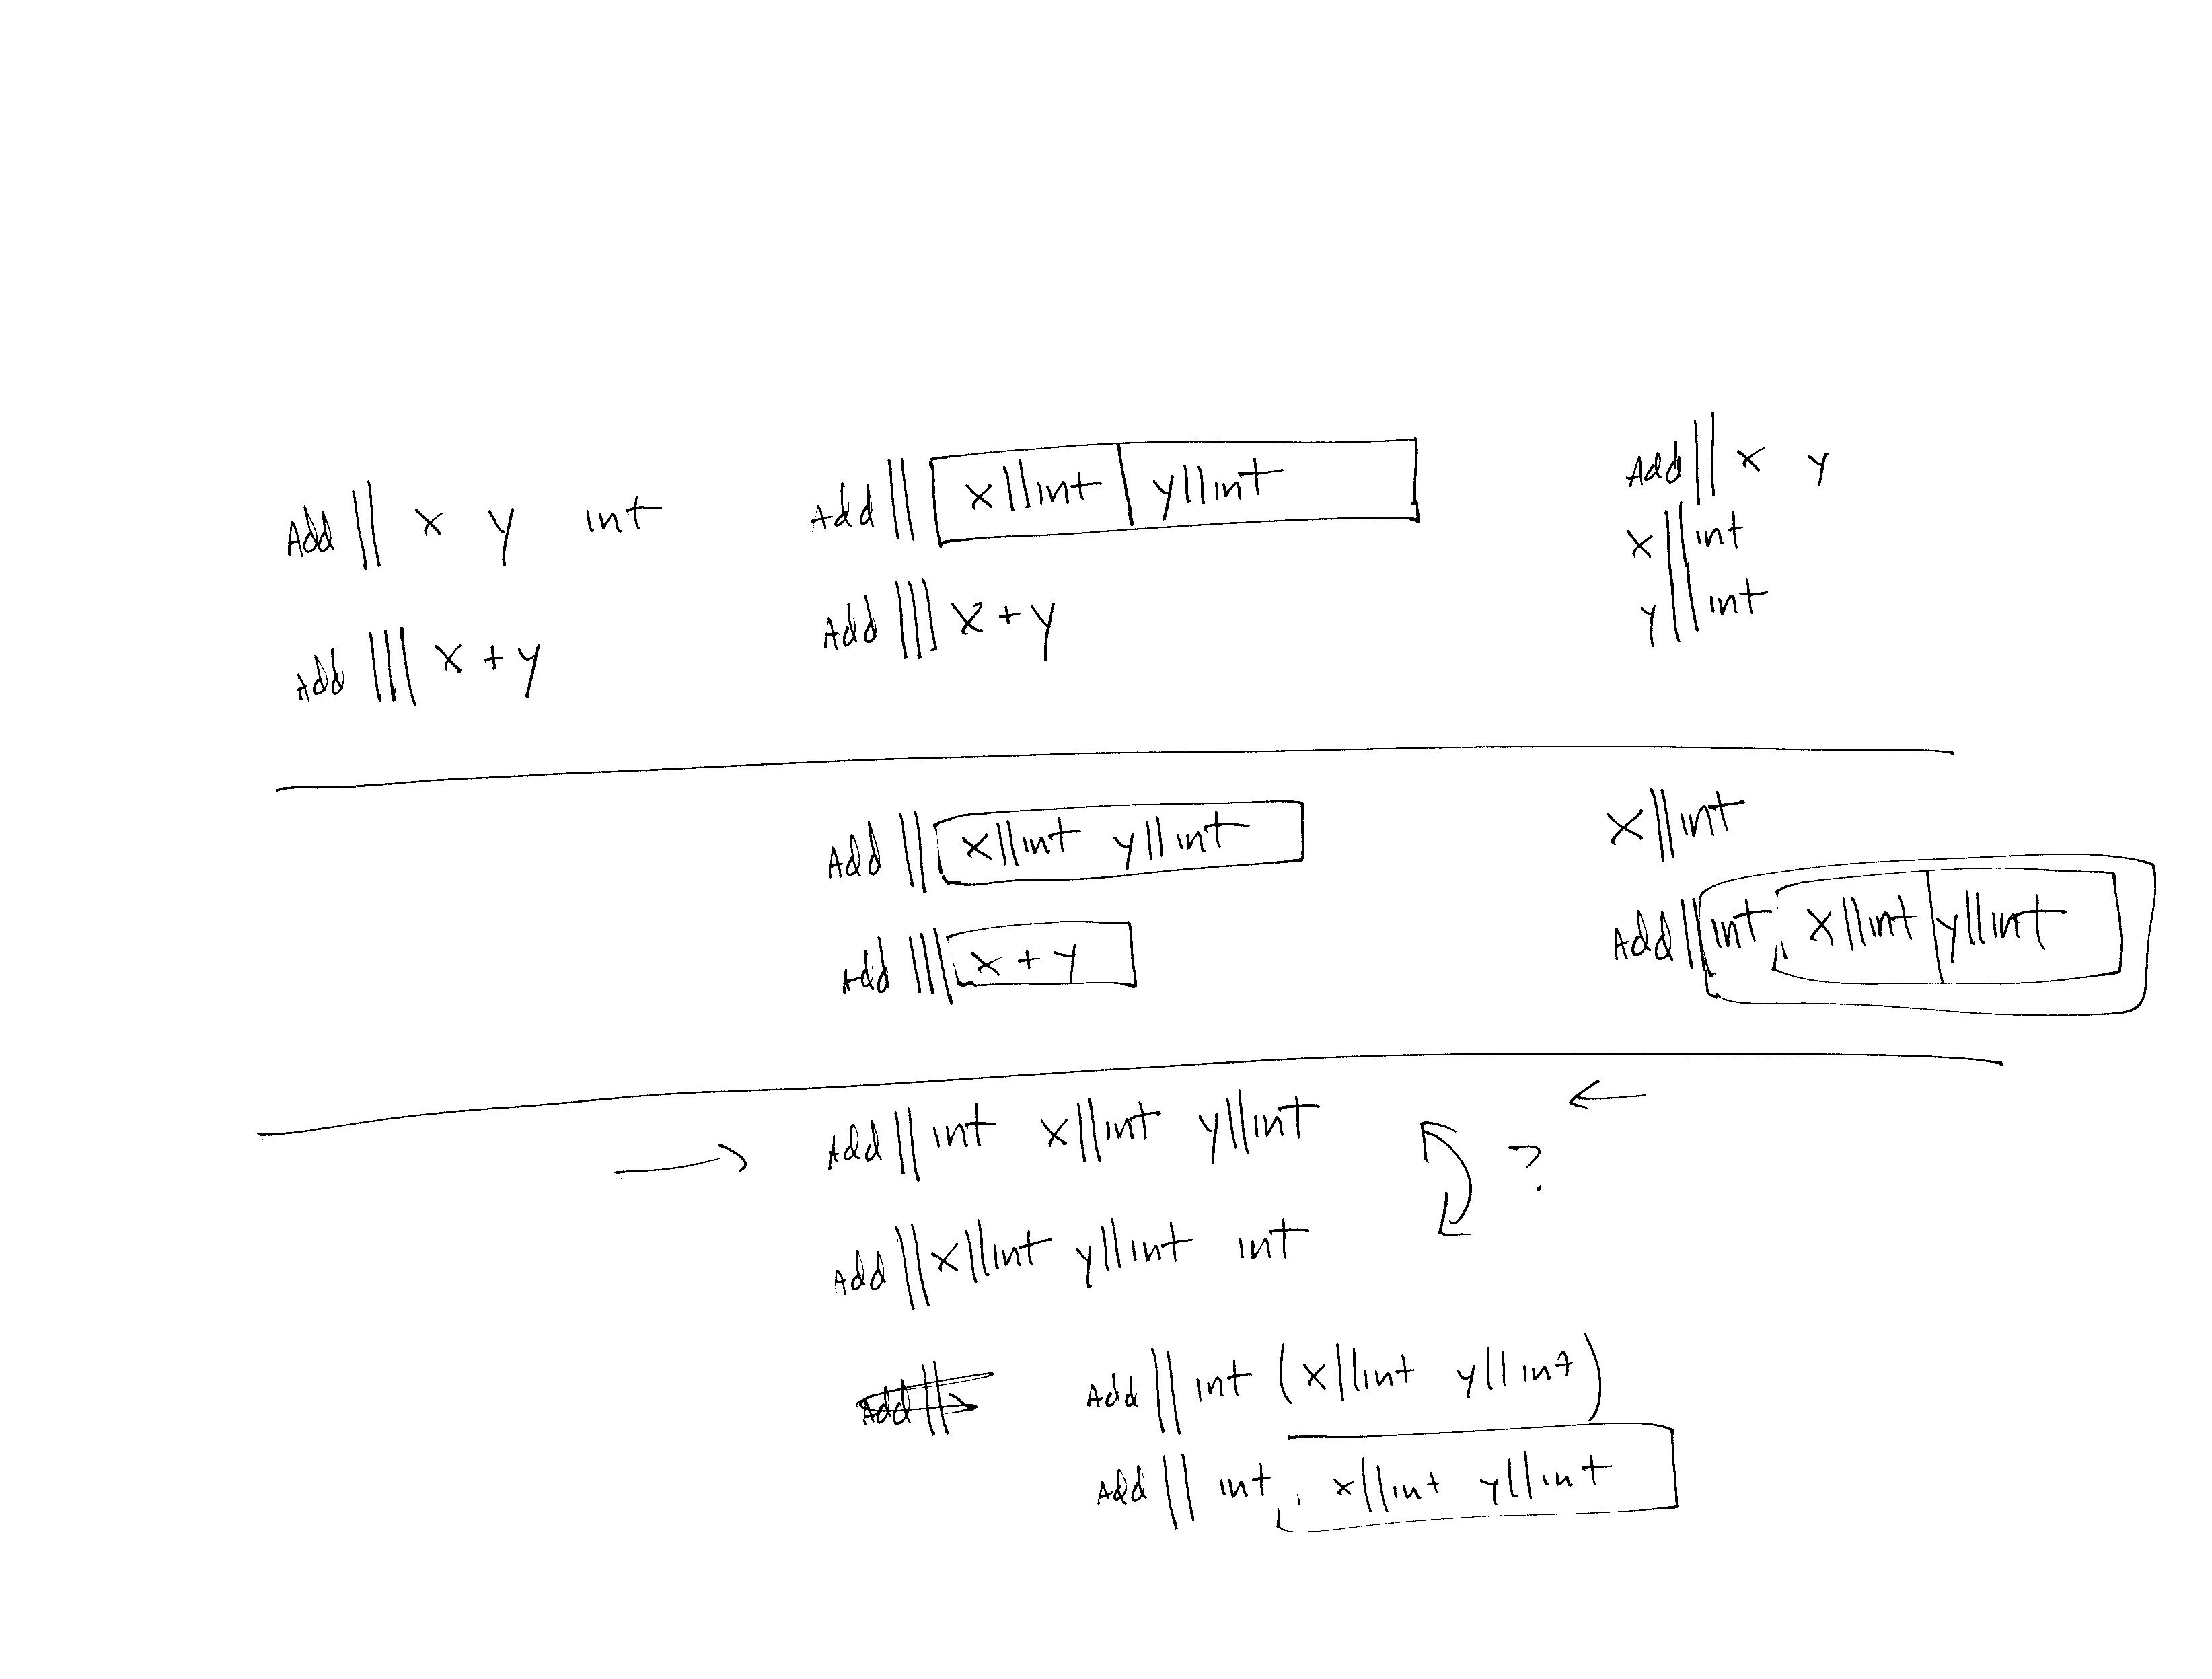 Add || x y int
Add ||| x + y
Add || x||int y||int
Add ||| x + y
Add || x y
x||int
y||int
Add || x||int y||int
Add ||| x + y
x||int
Add || int x||int y||int
→ Add || int x||int y||int ←
?
Add || x||int y||int int
Add || int (x||int y||int)
Add || int x||int y||int